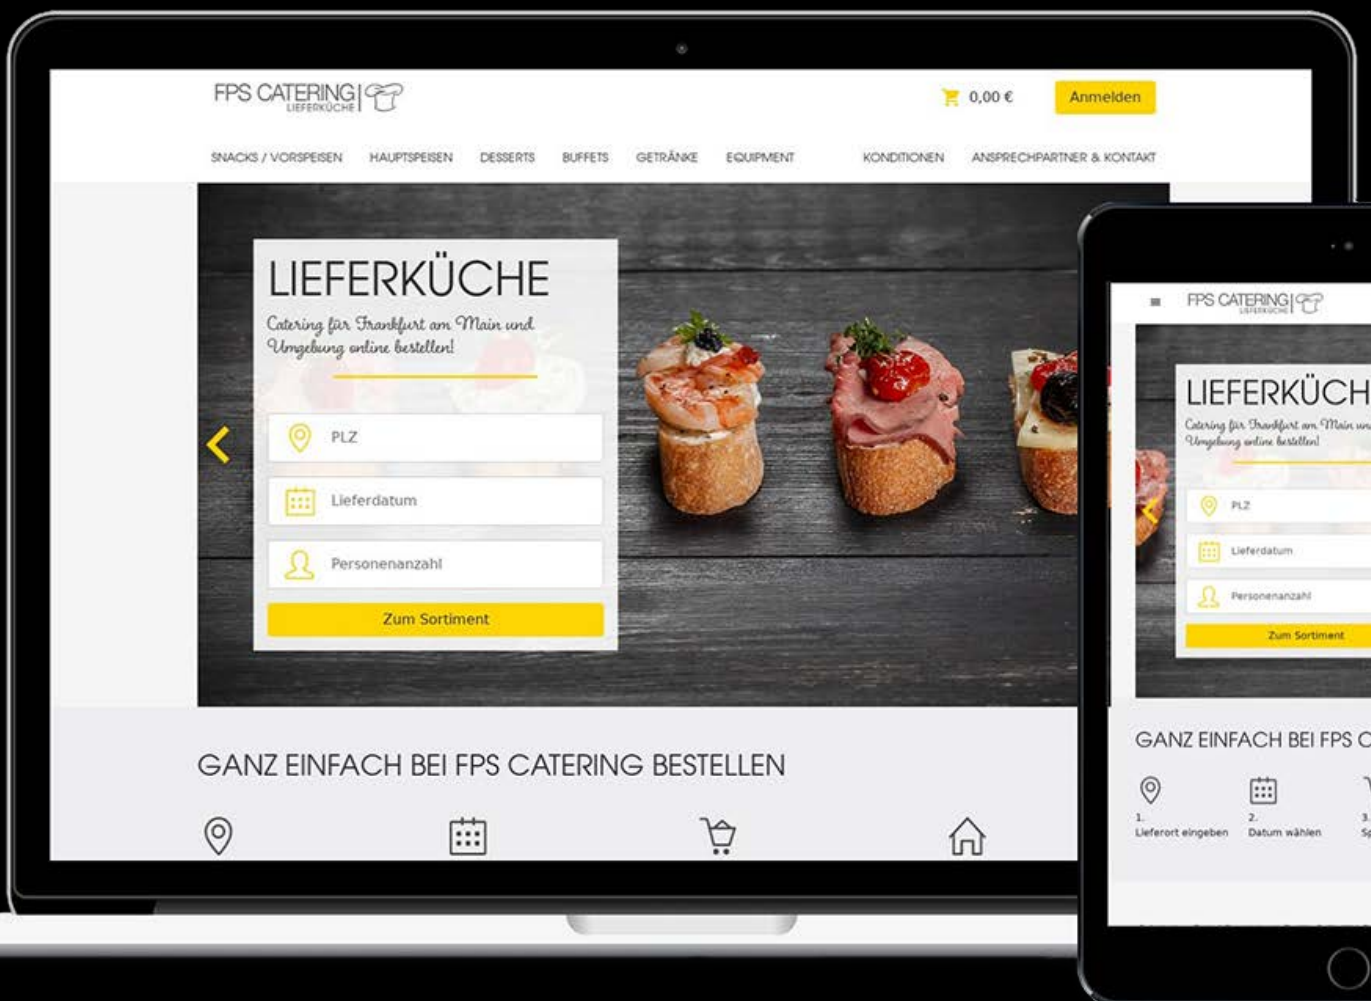 FPS CATERING
LIEFERKÜCHE
0,00 €
Anmelden
SNACKS / VORSPEISEN HAUPTSPEISEN DESSERTS BUFFETS GETRÄNKE EQUIPMENT KONDITIONEN ANSPRECHPARTNER & KONTAKT
LIEFERKÜCHE
Catering für Frankfurt am Main und
Umgebung online bestellen!
PLZ
Lieferdatum
Personenanzahl
Zum Sortiment
GANZ EINFACH BEI FPS CATERING BESTELLEN
FPS CATERING
LIEFERKÜCHE
LIEFERKÜCH
Catering für Frankfurt am Main un
Umgebung online bestellen!
PLZ
Lieferdatum
Personenanzahl
Zum Sortiment
GANZ EINFACH BEI FPS C
1. 2. 3.
Lieferort eingeben Datum wählen Sp